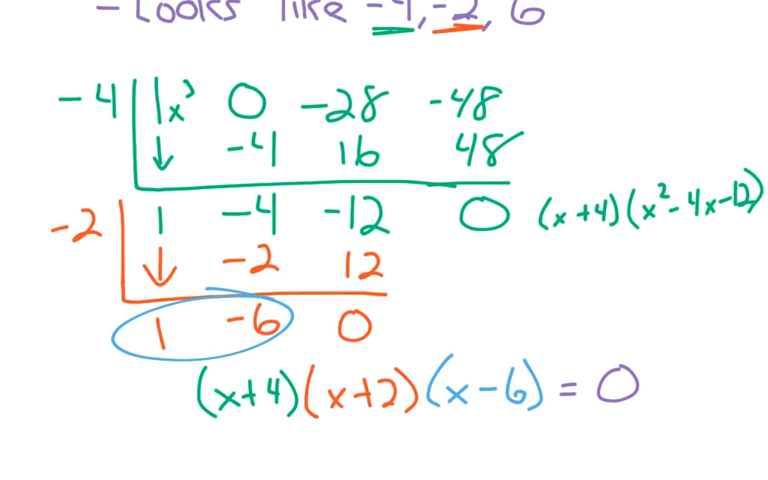 - Looks like -4, -2, 6
-4 | 1x³ 0 -28 -48
↓ -4 16 48
-2 | 1 -4 -12 0 (x+4)(x²-4x-12)
↓ -2 12
1 -6 0
(x+4)(x+2)(x-6) = 0